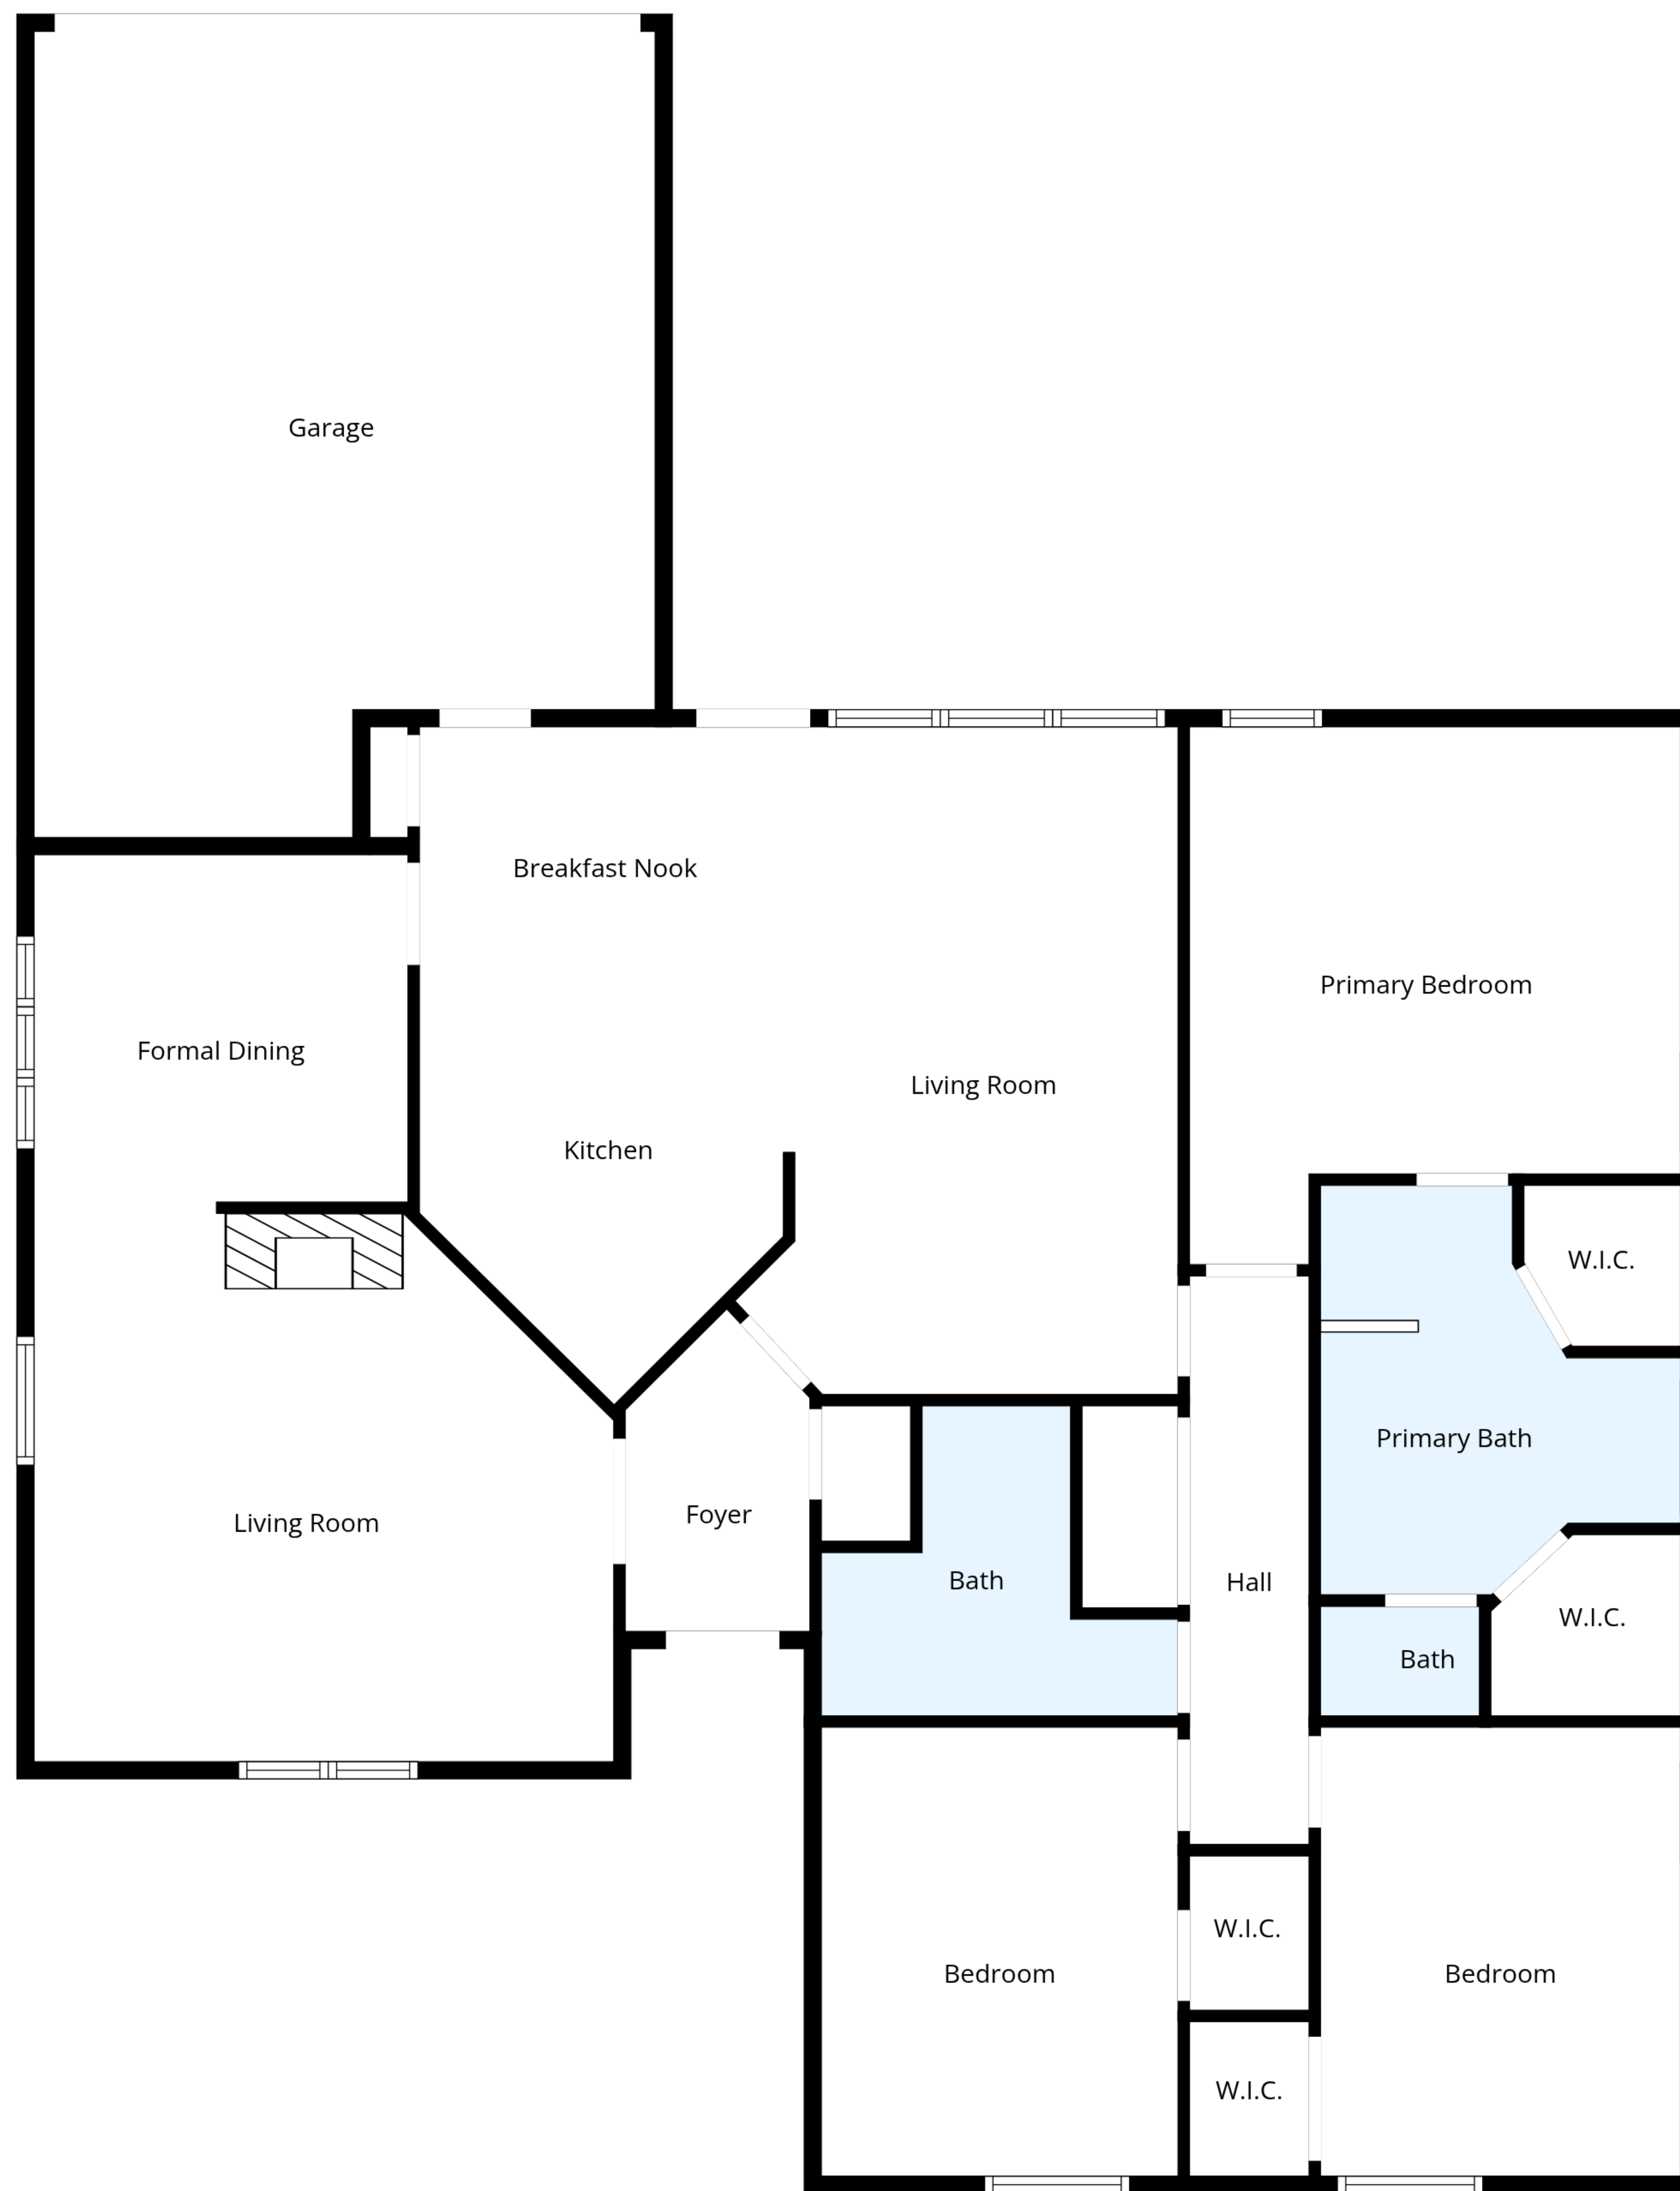 Garage
Breakfast Nook
Primary Bedroom
Formal Dining
Living Room
Kitchen
W.I.C.
Primary Bath
Living Room
Foyer
Bath
Hall
W.I.C.
Bath
W.I.C.
Bedroom
Bedroom
W.I.C.